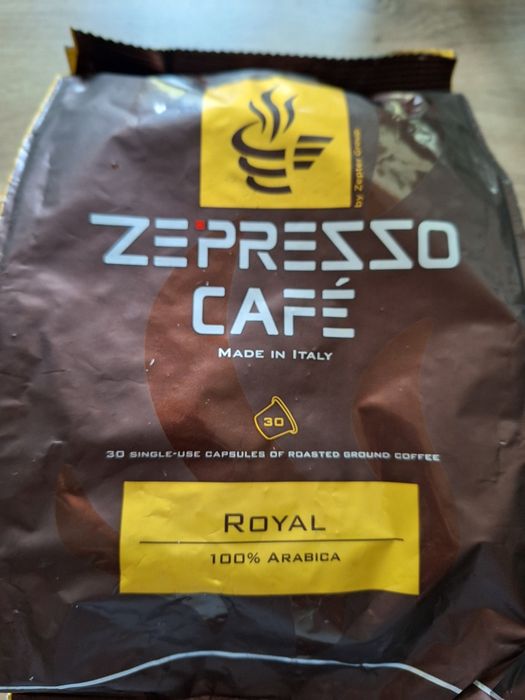 by Zepter Group
ZEPRESSO
CAFÉ
MADE IN ITALY
30
30 SINGLE-USE CAPSULES OF ROASTED GROUND COFFEE
ROYAL
100% ARABICA